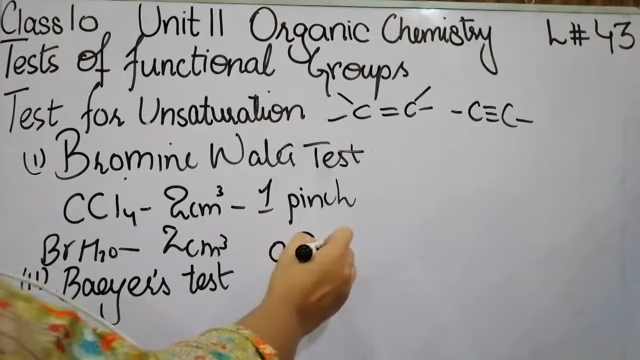 Class 10 Unit 11 Organic Chemistry L#43
Tests of functional Groups
Test for Unsaturation -C=C- -C≡C-
(i) Bromine Wala Test
CCl4 - 2cm³ - 1 pinch
BrH2O - 2cm³
(ii) Baeyer's test